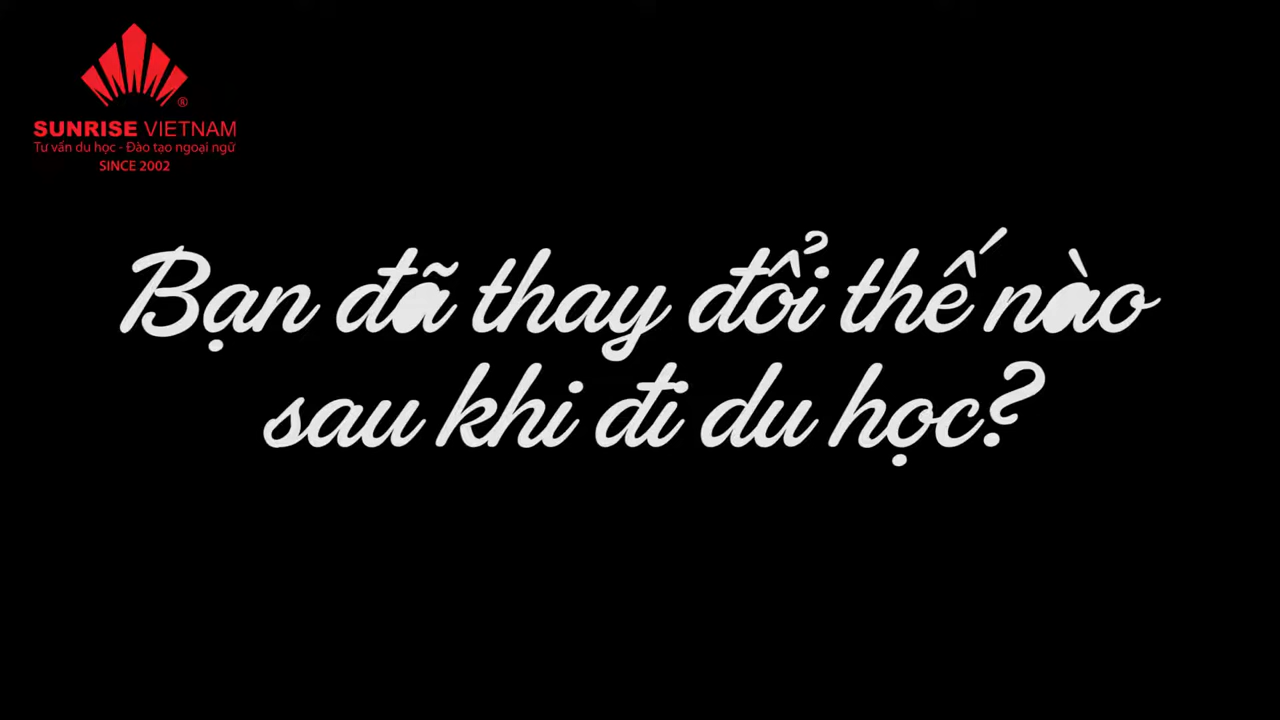 SUNRISE VIETNAM
Tư vấn du học - Đào tạo ngoại ngữ
SINCE 2002
Bạn đã thay đổi thế nào
sau khi đi du học?